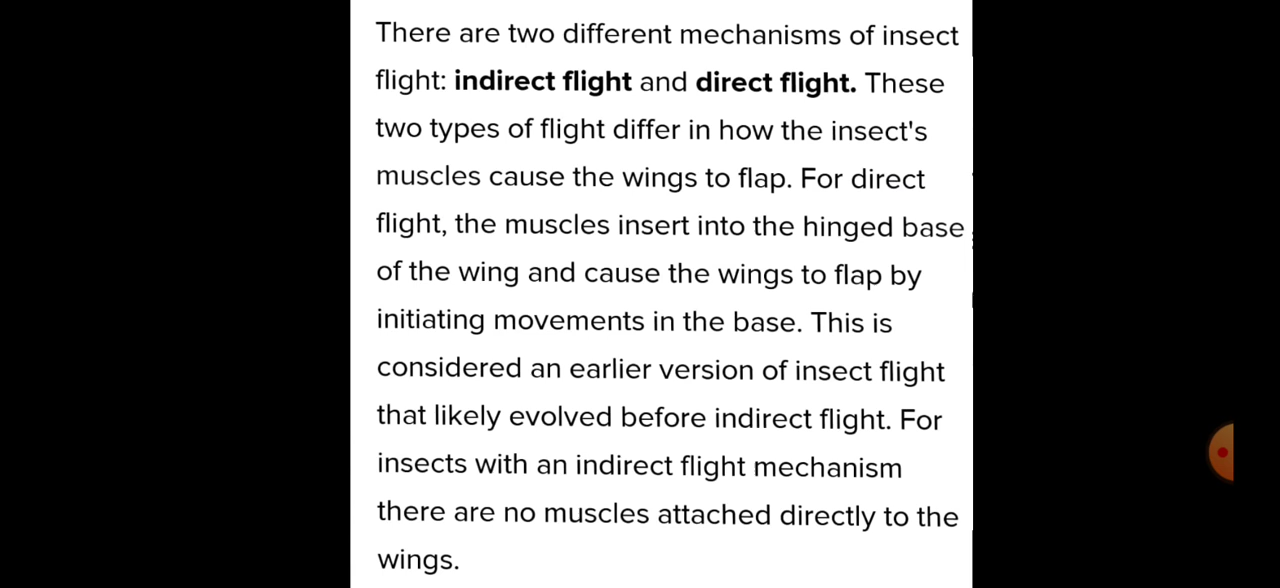 There are two different mechanisms of insect
flight: indirect flight and direct flight. These
two types of flight differ in how the insect's
muscles cause the wings to flap. For direct
flight, the muscles insert into the hinged base
of the wing and cause the wings to flap by
initiating movements in the base. This is
considered an earlier version of insect flight
that likely evolved before indirect flight. For
insects with an indirect flight mechanism
there are no muscles attached directly to the
wings.